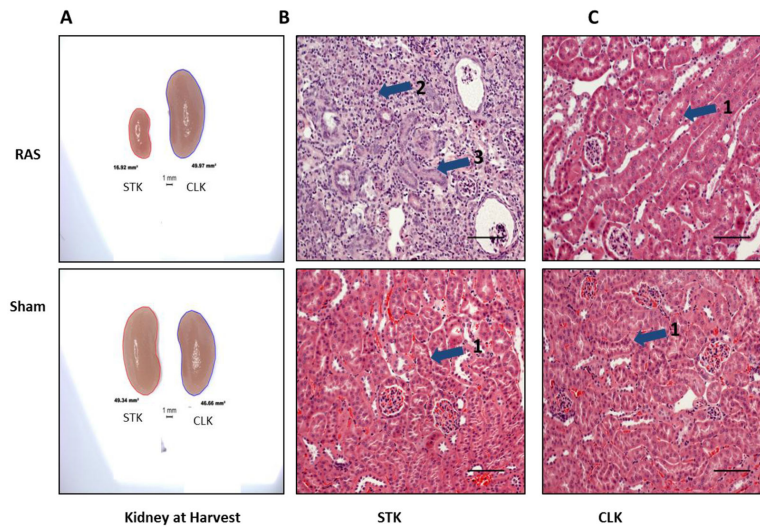 A
B
C
RAS
16.92 mm²
49.97 mm²
STK
1 mm
CLK
2
3
1
Sham
49.34 mm²
46.66 mm²
STK
1 mm
CLK
1
1
Kidney at Harvest
STK
CLK